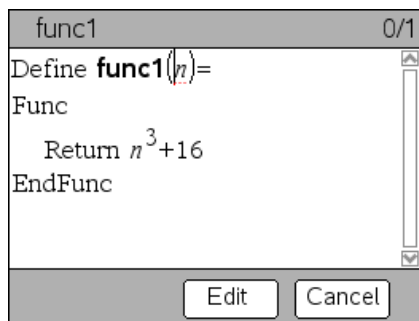 func1 0/1
Define func1(n)=
Func
Return n³+16
EndFunc
Edit Cancel